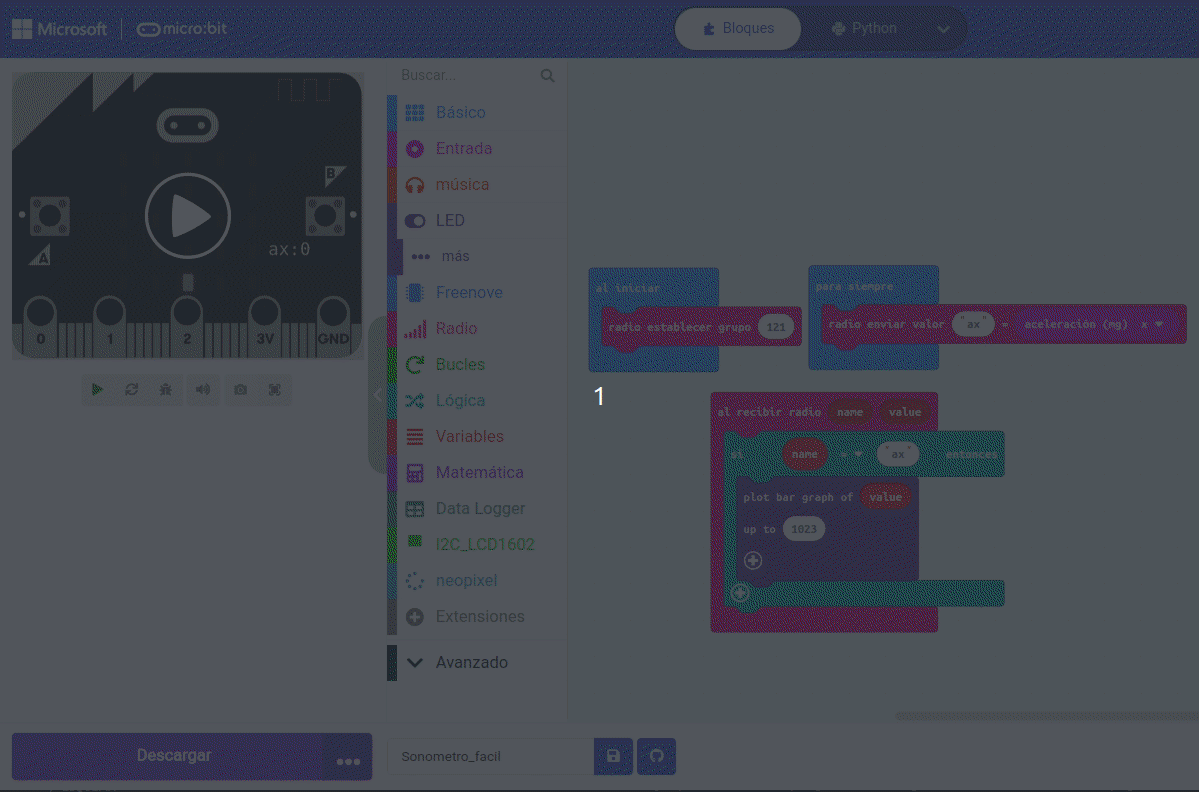 Microsoft micro:bit Bloques Python
Buscar...
Básico
Entrada
música
LED
más
Freenove
Radio
Bucles
Lógica
Variables
Matemática
Data Logger
I2C_LCD1602
neopixel
Extensiones
Avanzado
B
A
ax:0
0 1 2 3V GND
al iniciar
radio establecer grupo 121
para siempre
radio enviar valor "ax" = aceleración (mg) x
1
al recibir radio name value
si name = "ax" entonces
plot bar graph of value
up to 1023
Descargar
Sonometro_facil